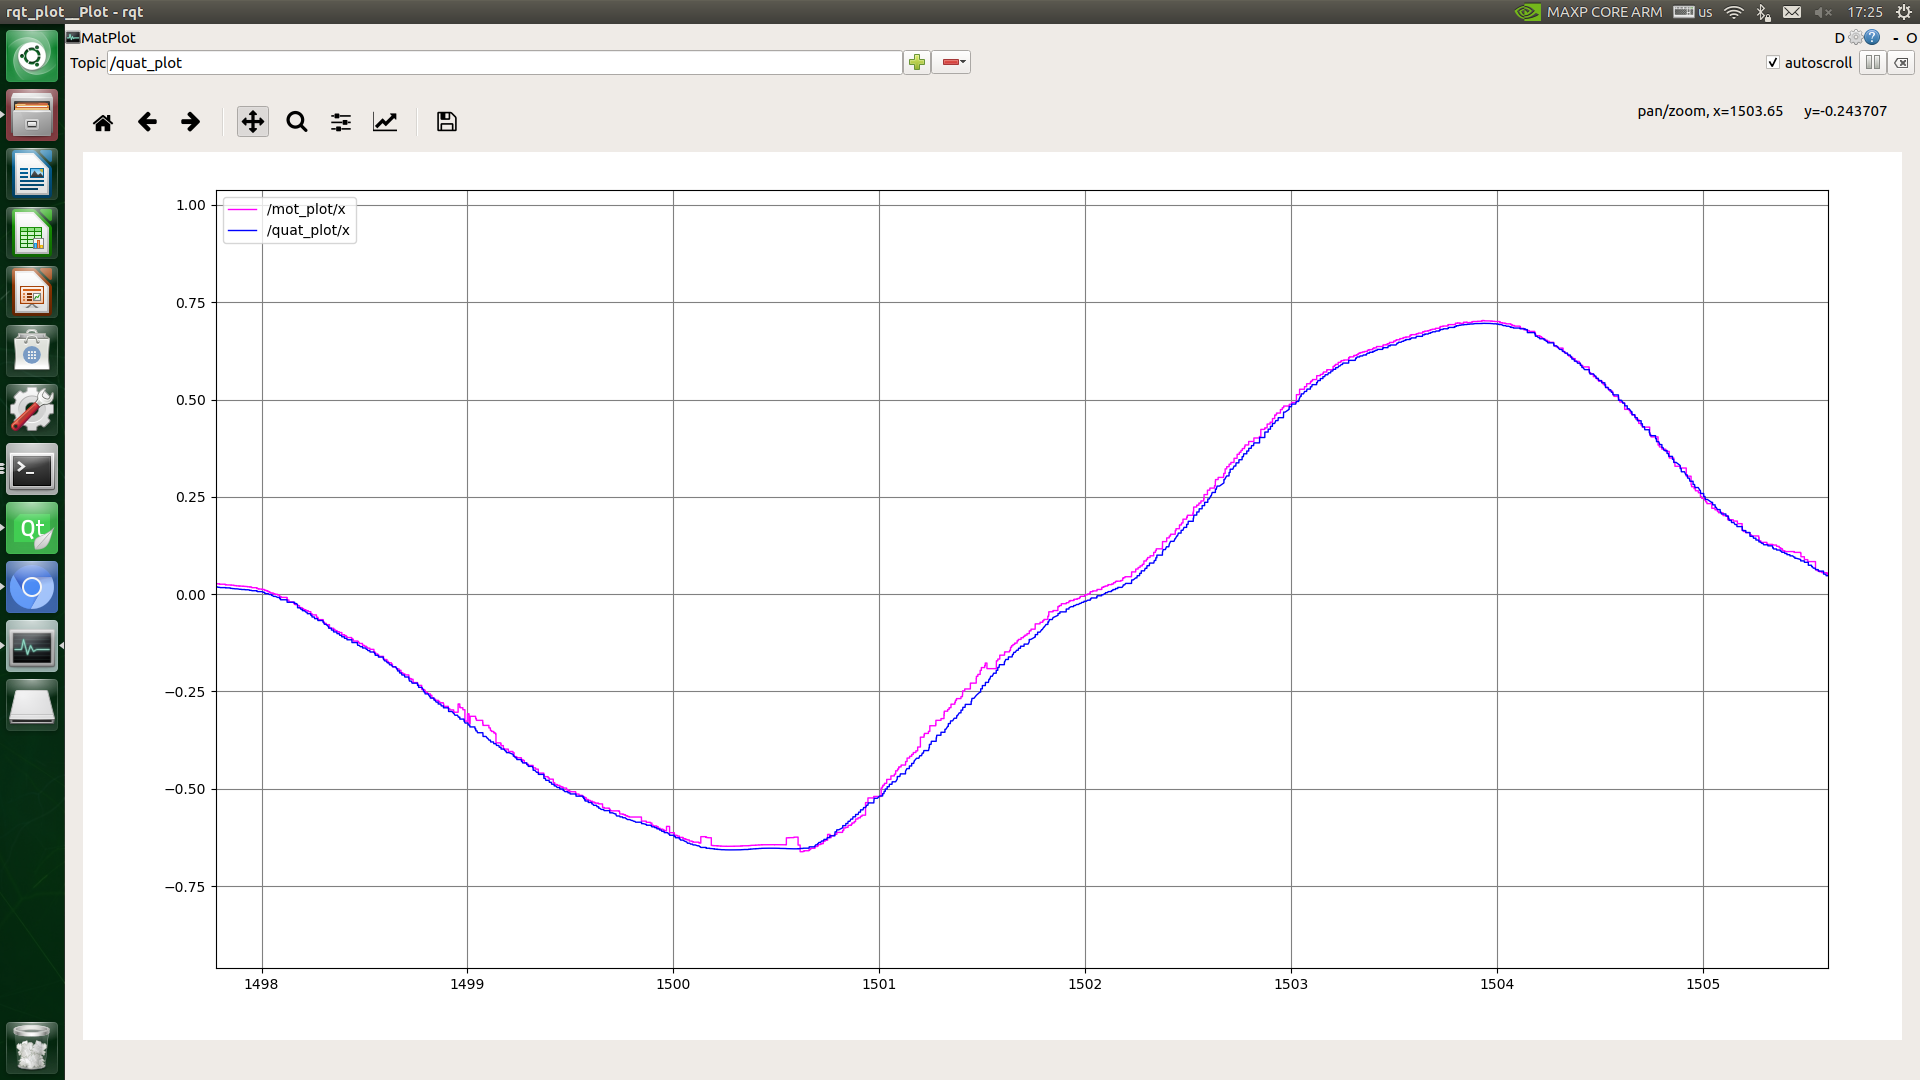 rqt_plot__Plot - rqt
MAXP CORE ARM us 17:25
MatPlot
D - O
Topic /quat_plot
autoscroll
pan/zoom, x=1503.65 y=-0.243707
1.00
/mot_plot/x
/quat_plot/x
0.75
0.50
0.25
Qt
0.00
−0.25
−0.50
−0.75
1498 1499 1500 1501 1502 1503 1504 1505